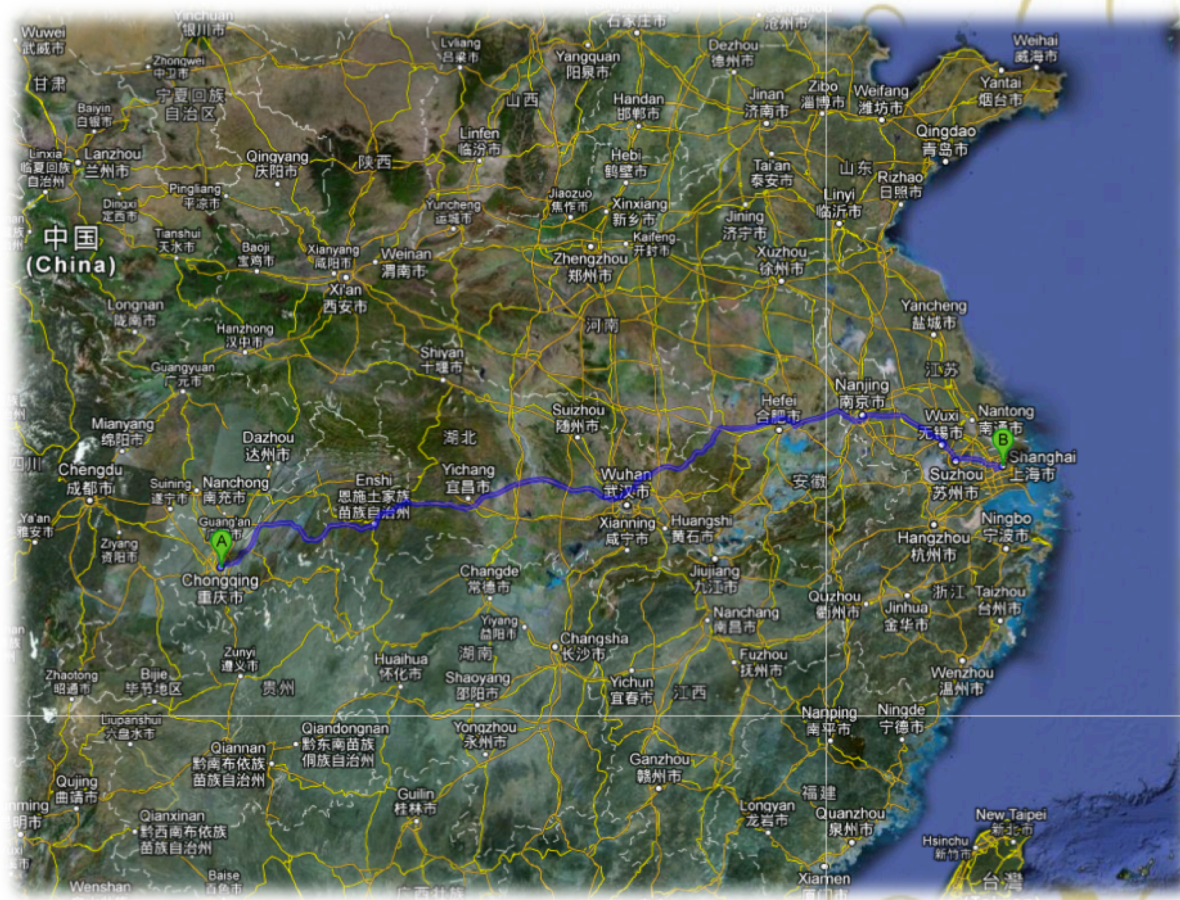 Yinchuan
银川市
石家庄市
沧州市
Wuwei
武威市
Zhongwei
中卫市
Lvliang
吕梁市
Yangquan
阳泉市
Dezhou
德州市
Weihai
威海市
甘肃
宁夏回族
自治区
Baiyin
白银市
山西
Handan
邯郸市
Jinan
济南市
Zibo
淄博市
Weifang
潍坊市
Yantai
烟台市
Linfen
临汾市
Qingdao
青岛市
Linxia
临夏回族
自治州
Lanzhou
兰州市
Qingyang
庆阳市
陕西
Hebi
鹤壁市
Tai'an
泰安市
山东
Rizhao
日照市
Pingliang
平凉市
Dingxi
定西市
Jiaozuo
焦作市
Xinxiang
新乡市
Linyi
临沂市
Yuncheng
运城市
Jining
济宁市
中国
(China)
Tianshui
天水市
Baoji
宝鸡市
Xianyang
咸阳市
Weinan
渭南市
Kaifeng
开封市
Zhengzhou
郑州市
Xuzhou
徐州市
Xi'an
西安市
Longnan
陇南市
Yancheng
盐城市
Hanzhong
汉中市
河南
Shiyan
十堰市
Guangyuan
广元市
江苏
Nanjing
南京市
Hefei
合肥市
Suizhou
随州市
Wuxi
无锡市
Nantong
南通市
Mianyang
绵阳市
Dazhou
达州市
湖北
B
四川
Chengdu
成都市
Suining
遂宁市
Nanchong
南充市
Enshi
恩施土家族
苗族自治州
Yichang
宜昌市
Wuhan
武汉市
安徽
Suzhou
苏州市
Shanghai
上海市
Ya'an
雅安市
Guang'an
A
Ziyang
资阳市
Xianning
咸宁市
Huangshi
黄石市
Hangzhou
杭州市
Ningbo
宁波市
Chongqing
重庆市
Changde
常德市
Jiujiang
九江市
Quzhou
衢州市
浙江
Jinhua
金华市
Taizhou
台州市
Nanchang
南昌市
Yiyang
益阳市
Changsha
长沙市
Zunyi
遵义市
湖南
Huaihua
怀化市
Fuzhou
抚州市
Wenzhou
温州市
Zhaotong
昭通市
Bijie
毕节地区
贵州
Shaoyang
邵阳市
Yichun
宜春市
江西
Liupanshui
六盘水市
Qiandongnan
黔东南苗族
侗族自治州
Yongzhou
永州市
Nanping
南平市
Ningde
宁德市
Qiannan
黔南布依族
苗族自治州
Ganzhou
赣州市
Qujing
曲靖市
Guilin
桂林市
福建
Longyan
龙岩市
Quanzhou
泉州市
Qianxinan
黔西南布依族
苗族自治州
New Taipei
新北市
Hsinchu
新竹市
Wenshan
Baise
百色市
Xiamen
厦门市
台灣